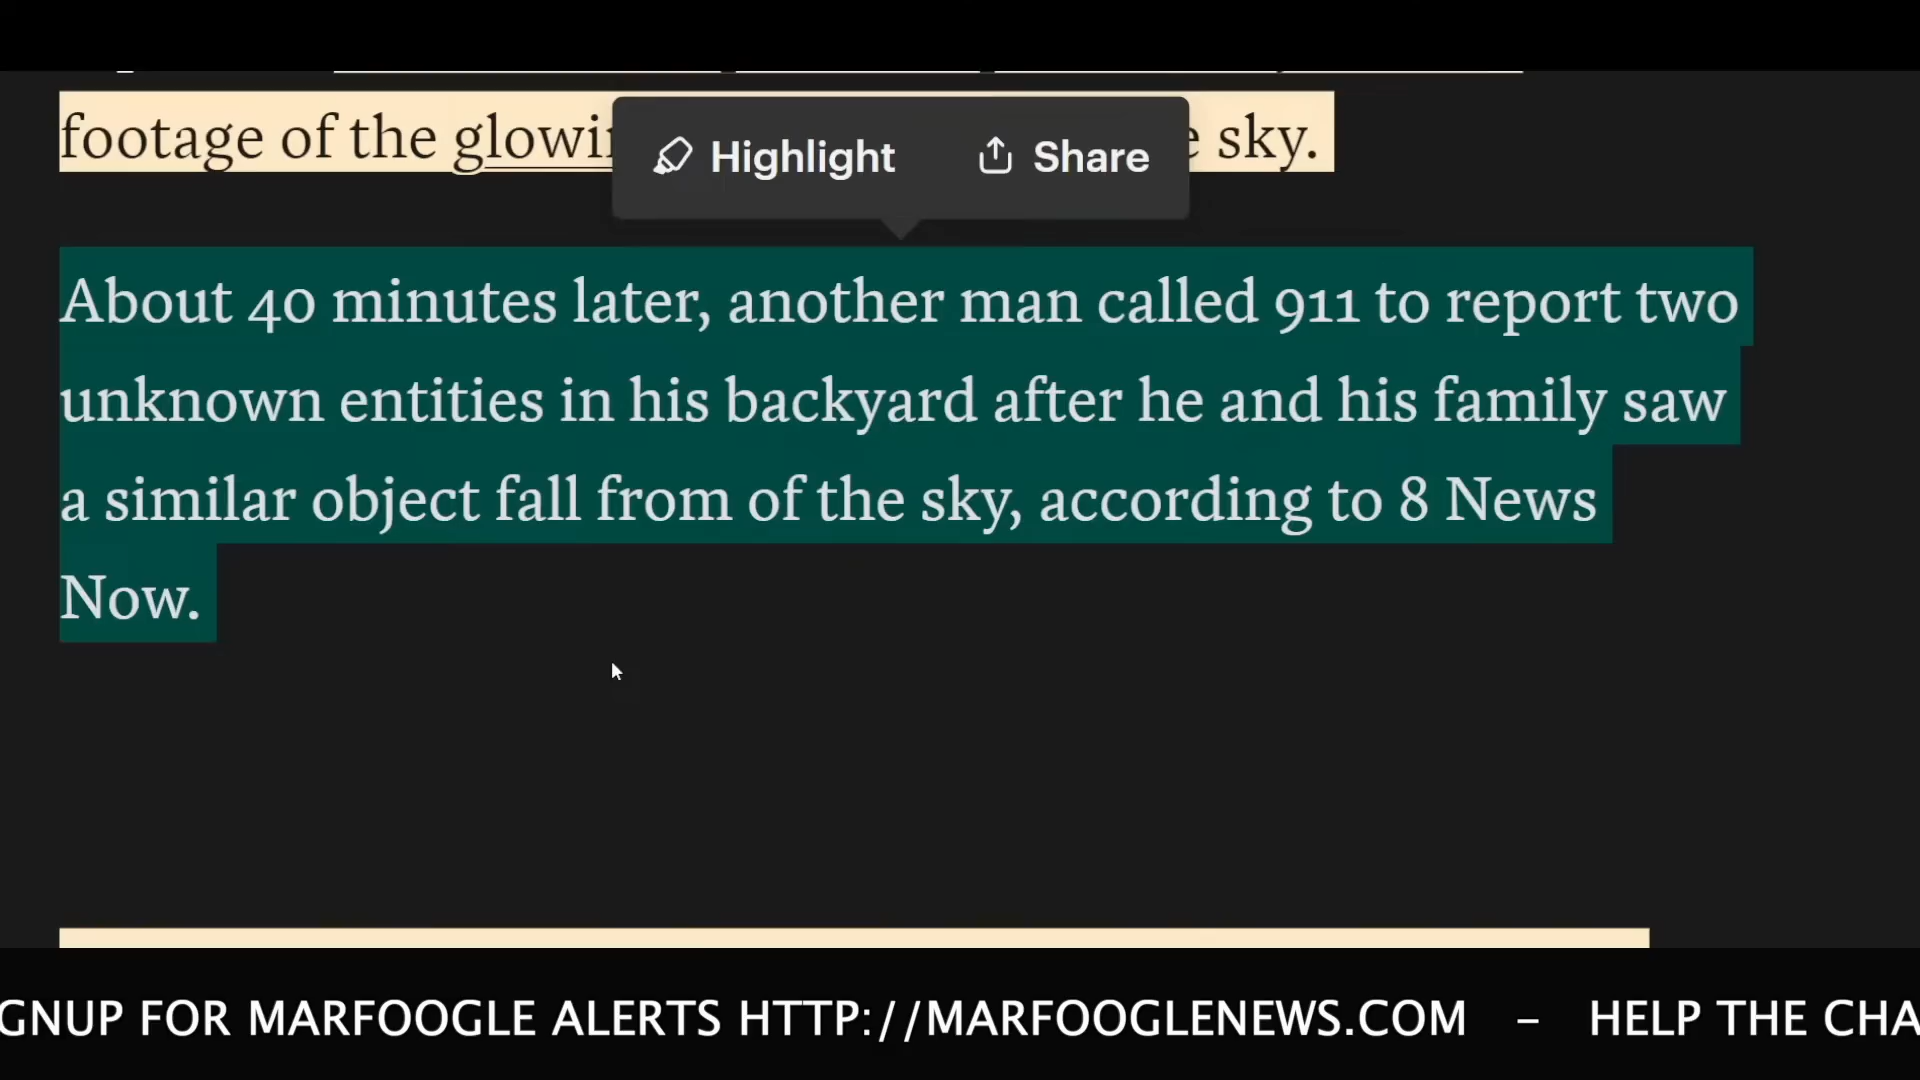 footage of the glowi
Highlight
Share
sky.
About 40 minutes later, another man called 911 to report two
unknown entities in his backyard after he and his family saw
a similar object fall from of the sky, according to 8 News
Now.
GNUP FOR MARFOOGLE ALERTS HTTP://MARFOOGLENEWS.COM – HELP THE CHA